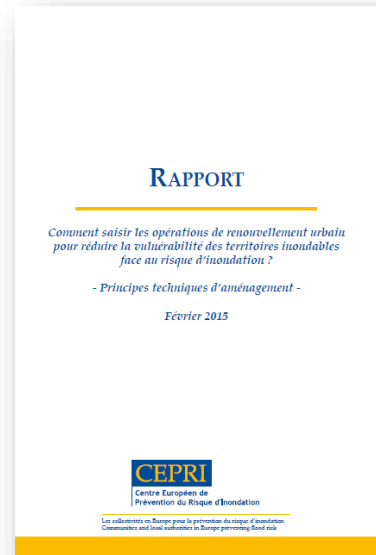 RAPPORT
Comment saisir les opérations de renouvellement urbain
pour réduire la vulnérabilité des territoires inondables
face au risque d'inondation ?
- Principes techniques d'aménagement -
Février 2015
CEPRI
Centre Européen de
Prévention du Risque d'Inondation
Les collectivités en Europe pour la prévention du risque d'inondation
Communities and local authorities in Europe preventing flood risk